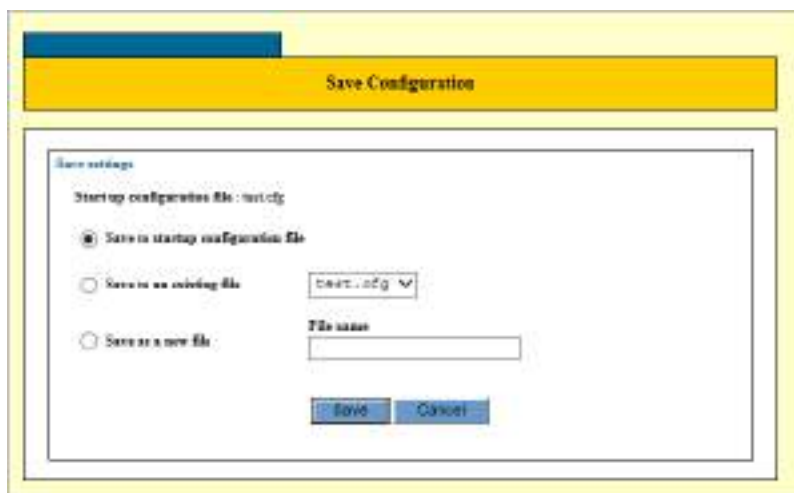 Save Configuration
Save settings
Start up configuration file : test.cfg
Save to startup configuration file
Save to an existing file
test.cfg
File name
Save as a new file
Save
Cancel